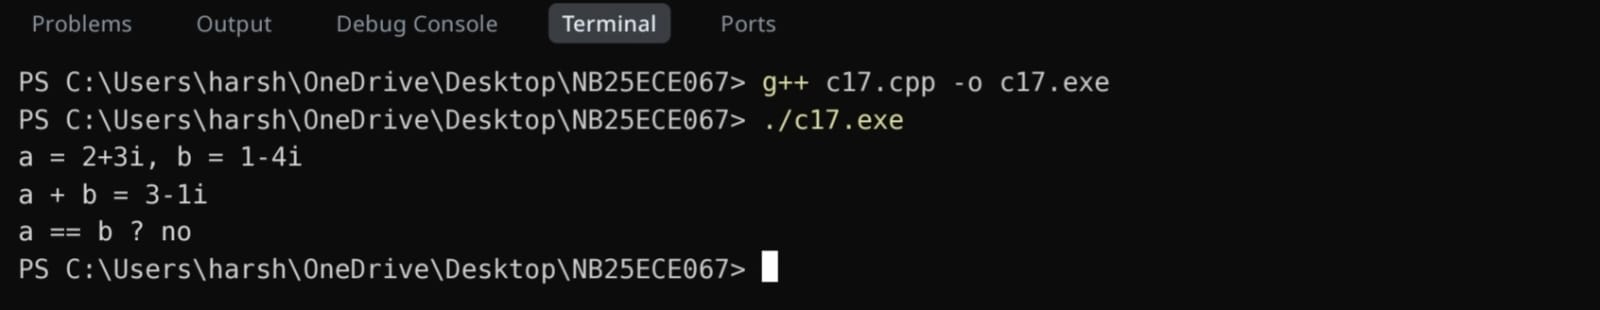 Problems Output Debug Console Terminal Ports
PS C:\Users\harsh\OneDrive\Desktop\NB25ECE067> g++ c17.cpp -o c17.exe
PS C:\Users\harsh\OneDrive\Desktop\NB25ECE067> ./c17.exe
a = 2+3i, b = 1-4i
a + b = 3-1i
a == b ? no
PS C:\Users\harsh\OneDrive\Desktop\NB25ECE067>